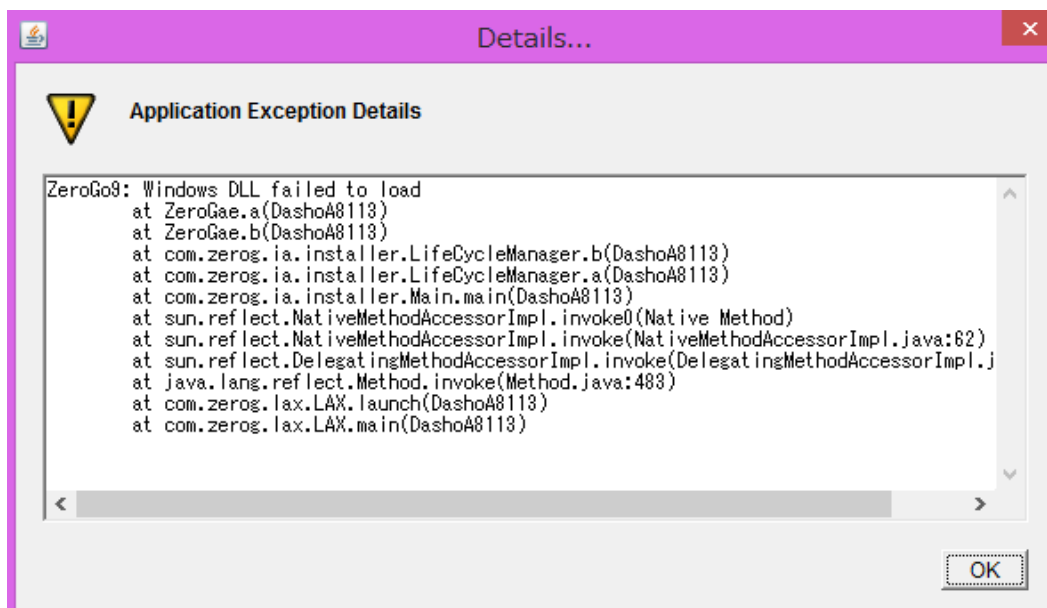 Details...
Application Exception Details
ZeroGo9: Windows DLL failed to load
at ZeroGae.a(DashoA8113)
at ZeroGae.b(DashoA8113)
at com.zerog.ia.installer.LifeCycleManager.b(DashoA8113)
at com.zerog.ia.installer.LifeCycleManager.a(DashoA8113)
at com.zerog.ia.installer.Main.main(DashoA8113)
at sun.reflect.NativeMethodAccessorImpl.invoke0(Native Method)
at sun.reflect.NativeMethodAccessorImpl.invoke(NativeMethodAccessorImpl.java:62)
at sun.reflect.DelegatingMethodAccessorImpl.invoke(DelegatingMethodAccessorImpl.j
at java.lang.reflect.Method.invoke(Method.java:483)
at com.zerog.lax.LAX.launch(DashoA8113)
at com.zerog.lax.LAX.main(DashoA8113)
OK